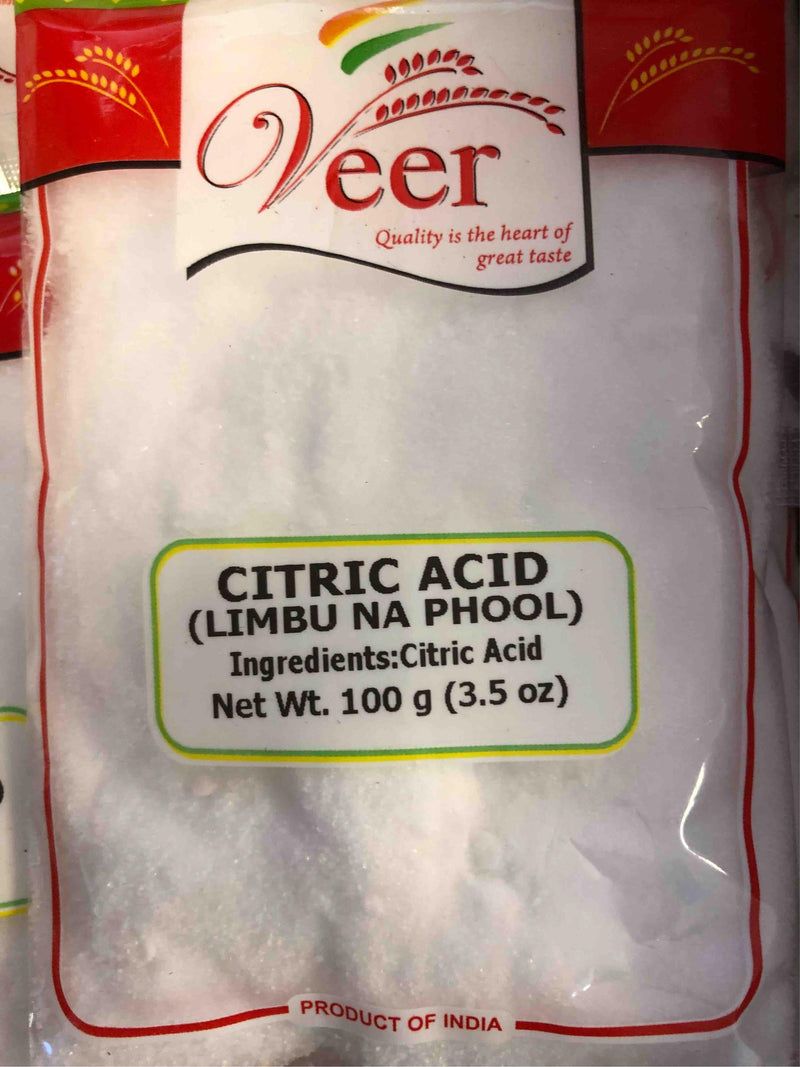 Veer
Quality is the heart of
great taste
CITRIC ACID
(LIMBU NA PHOOL)
Ingredients:Citric Acid
Net Wt. 100 g (3.5 oz)
PRODUCT OF INDIA